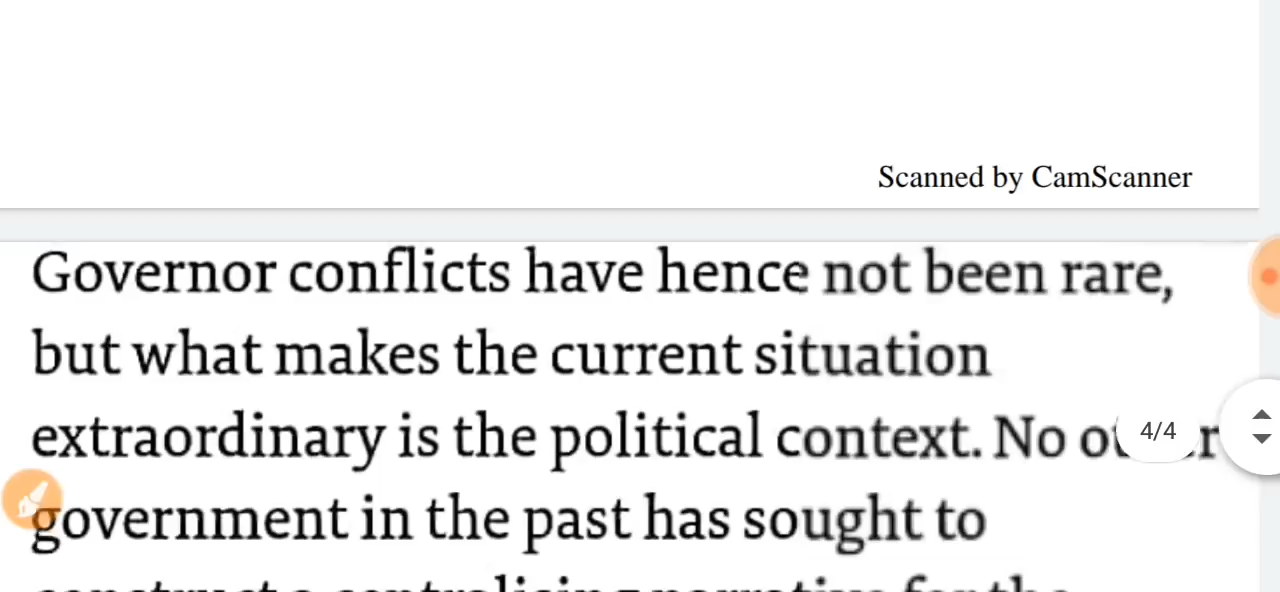 Scanned by CamScanner
Governor conflicts have hence not been rare,
but what makes the current situation
extraordinary is the political context. No
4/4
government in the past has sought to